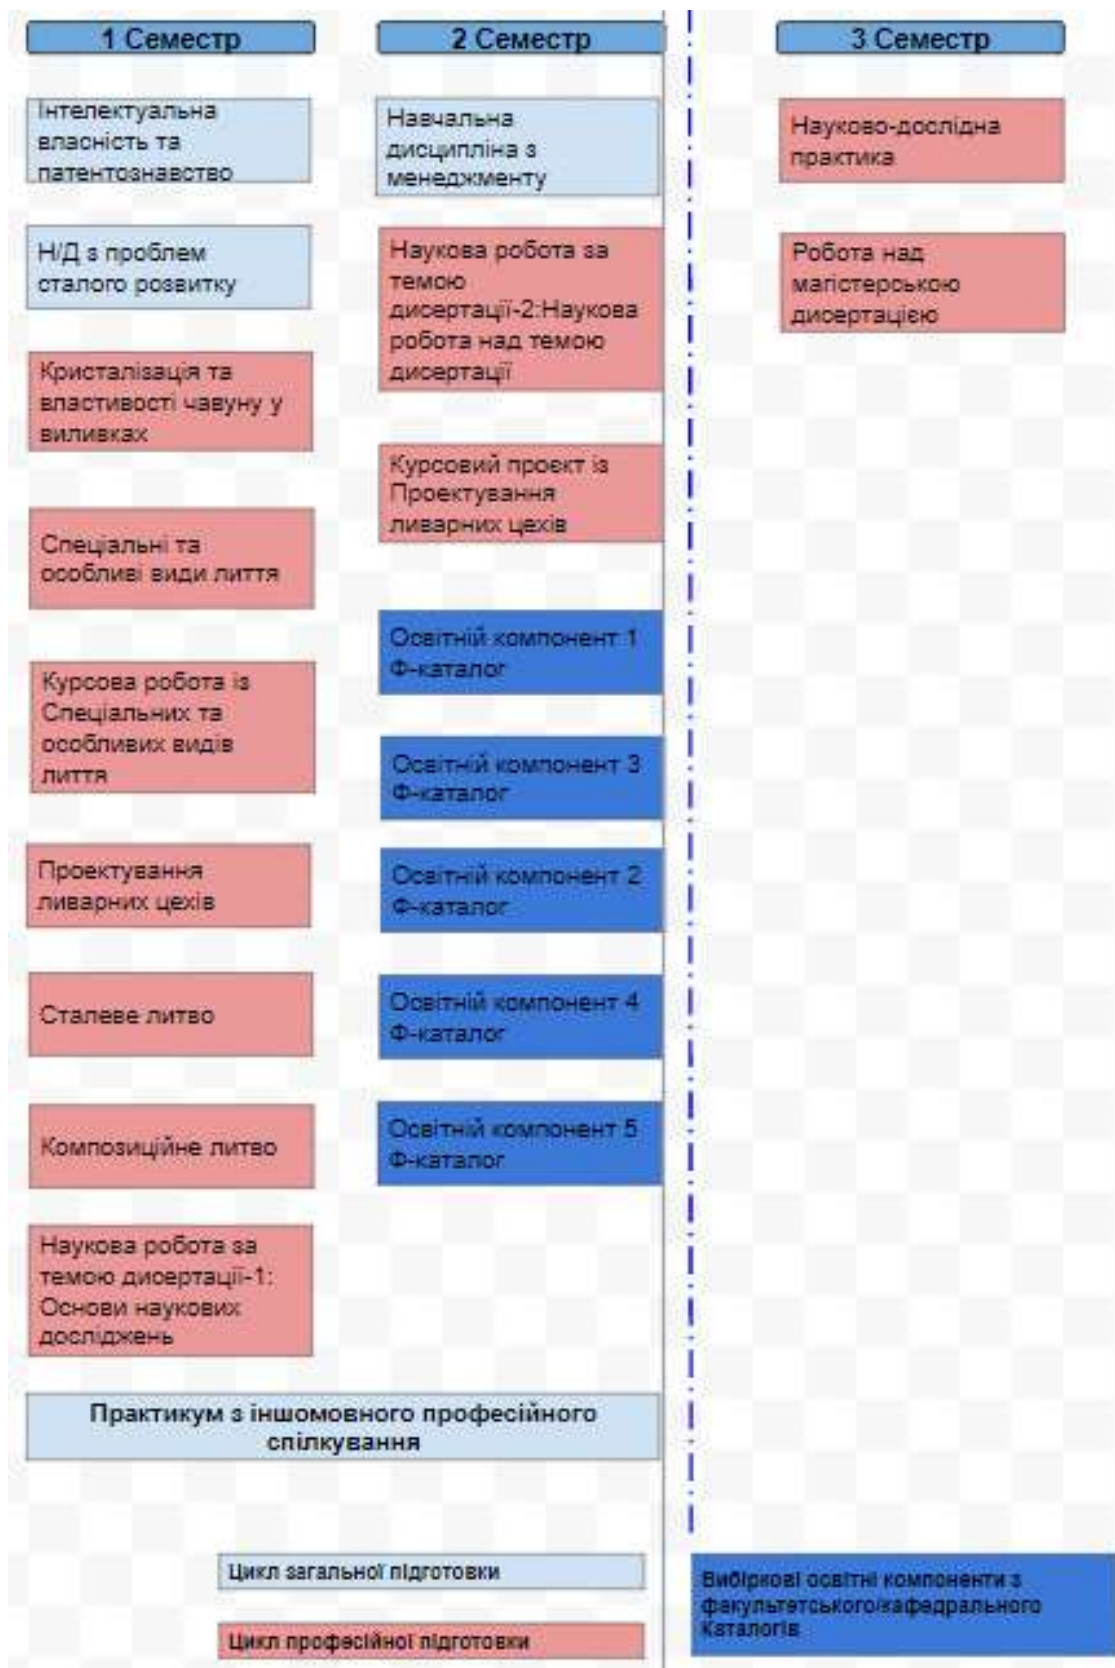 1 Семестр
Інтелектуальна
власність та
патентознавство
Н/Д з проблем
сталого розвитку
Кристалізація та
властивості чавуну у
виливках
Спеціальні та
особливі види лиття
Курсова робота із
Спеціальних та
особливих видів
лиття
Проектування
ливарних цехів
Сталеве литво
Композиційне литво
Наукова робота за
темою дисертації-1:
Основи наукових
досліджень
2 Семестр
Навчальна
дисципліна з
менеджменту
Наукова робота за
темою
дисертації-2:Наукова
робота над темою
дисертації
Курсовий проєкт із
Проектування
ливарних цехів
Освітній компонент 1
Ф-каталог
Освітній компонент 3
Ф-каталог
Освітній компонент 2
Ф-каталог
Освітній компонент 4
Ф-каталог
Освітній компонент 5
Ф-каталог
3 Семестр
Науково-дослідна
практика
Робота над
магістерською
дисертацією
Практикум з іншомовного професійного
спілкування
Цикл загальної підготовки
Цикл професійної підготовки
Вибіркові освітні компоненти з
факультетського/кафедрального
Каталогів